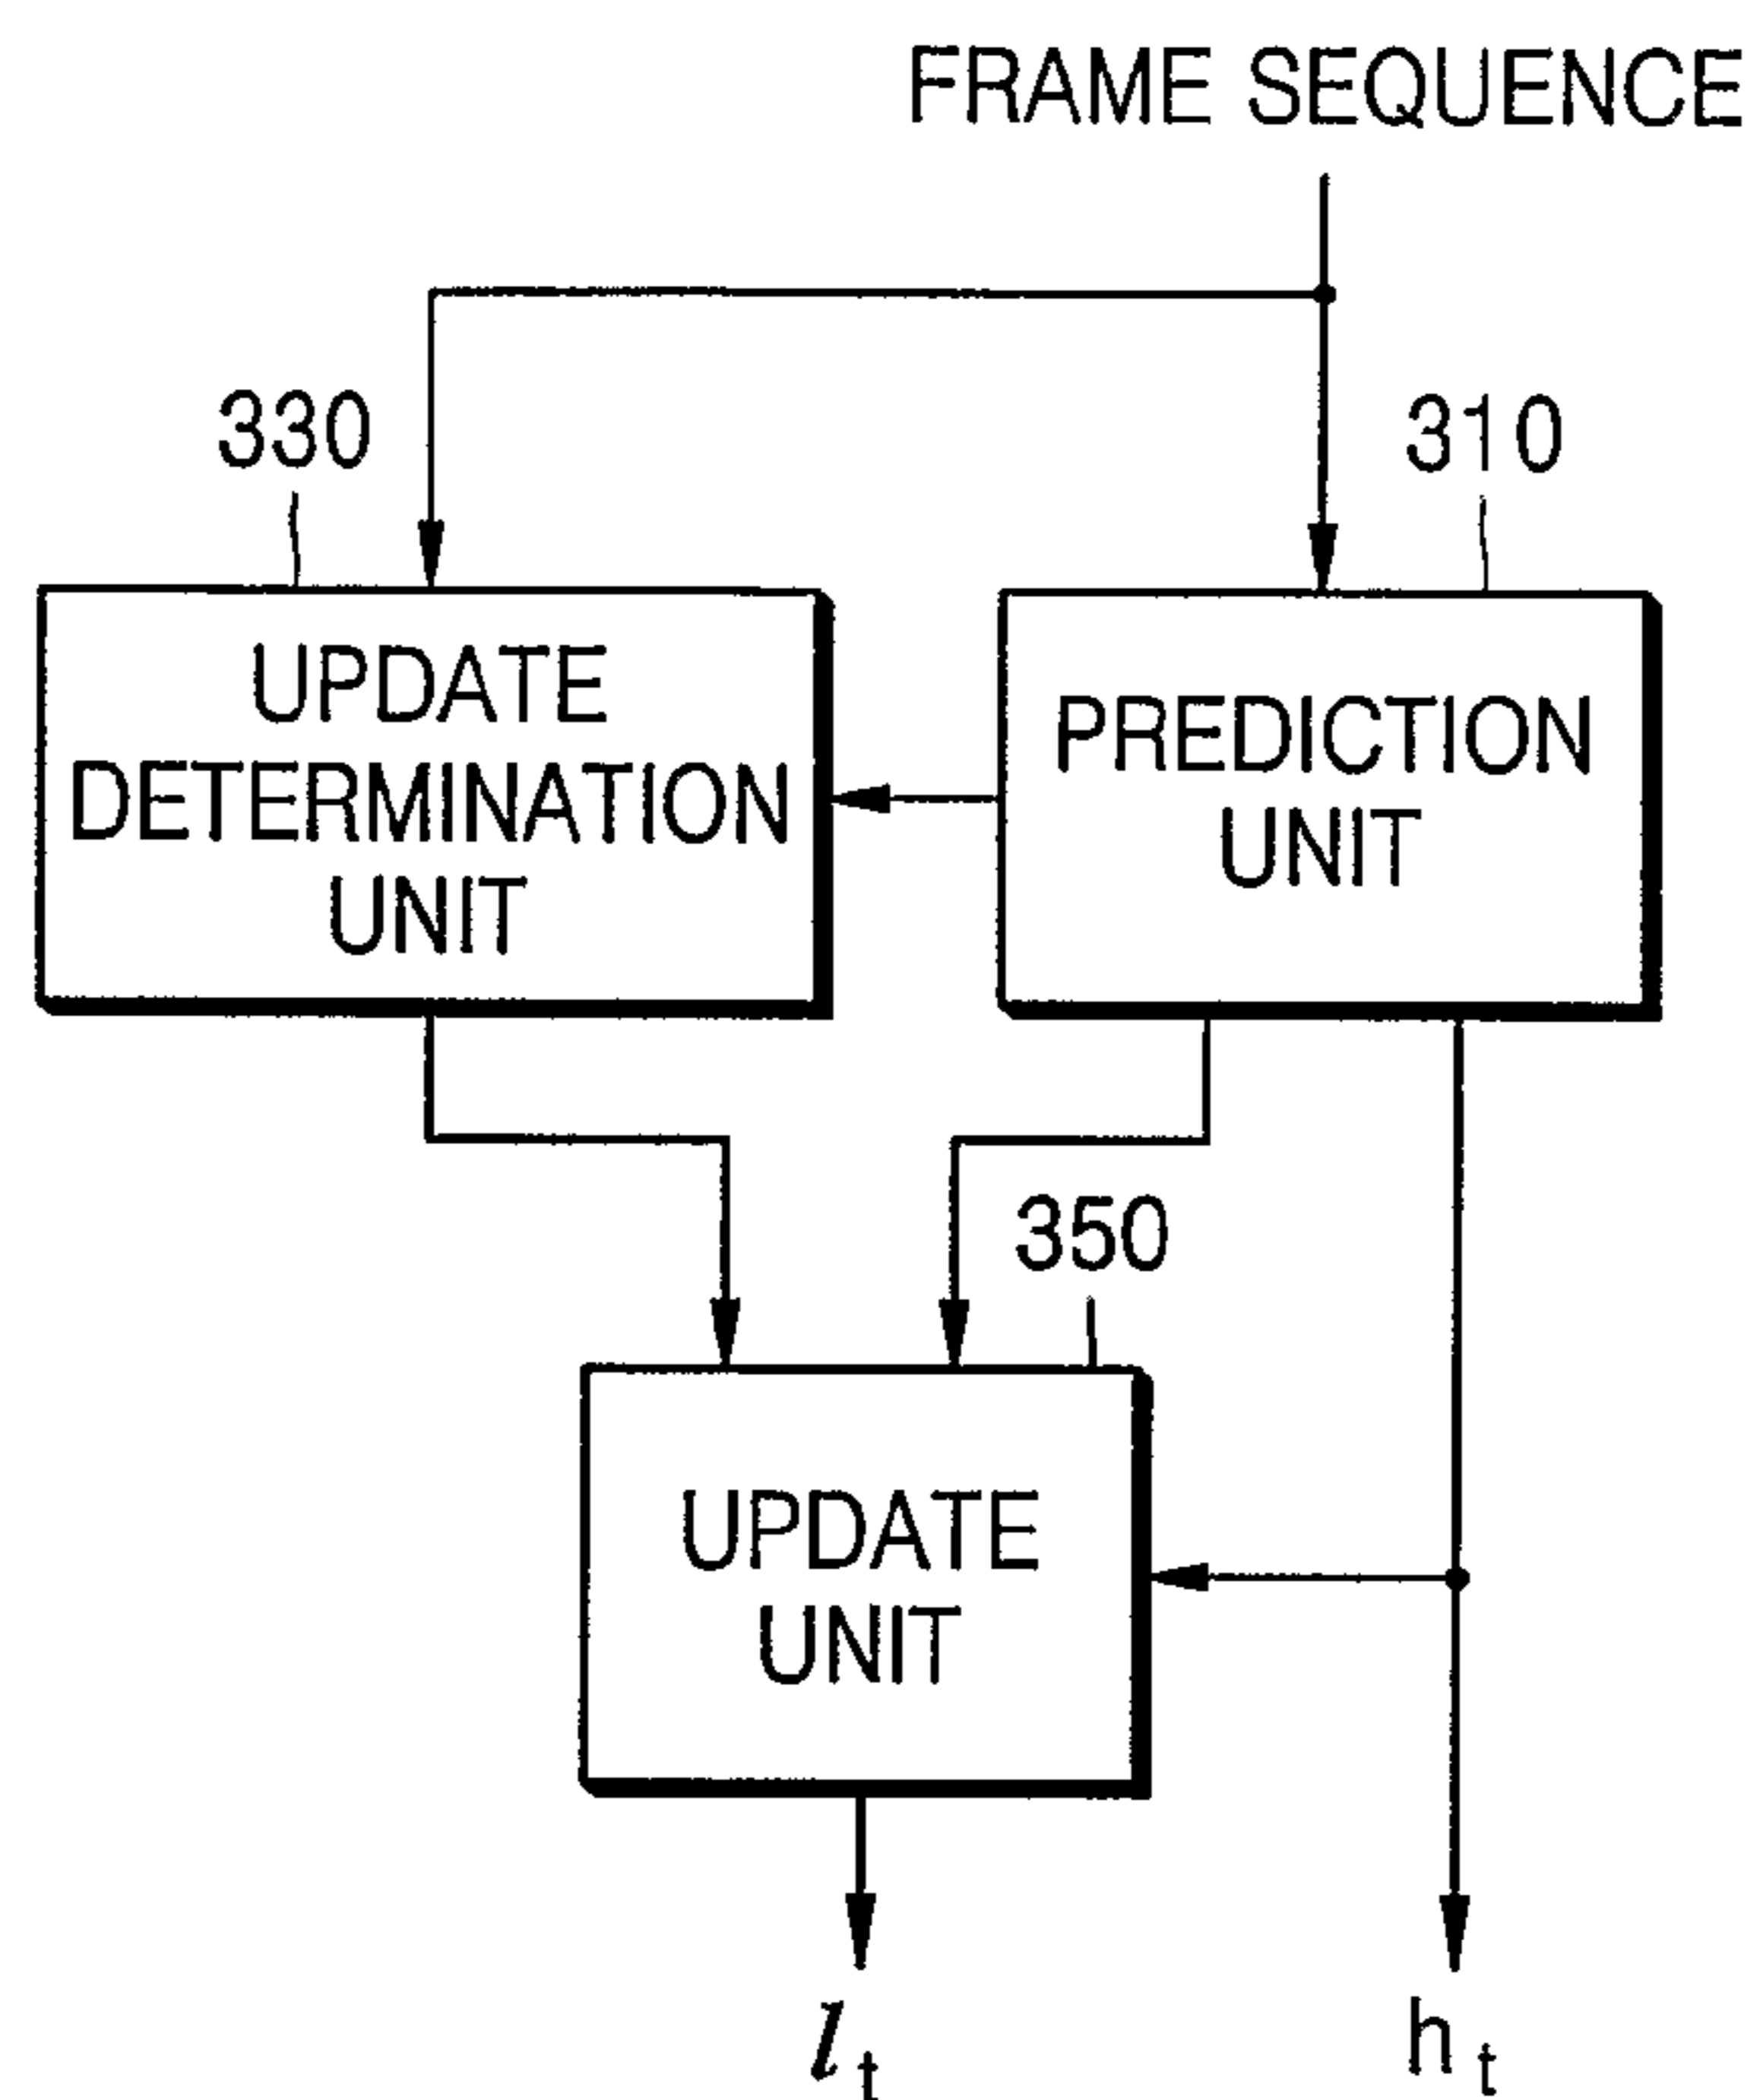 FRAME SEQUENCE
330
310
UPDATE
DETERMINATION
UNIT
PREDICTION
UNIT
350
UPDATE
UNIT
l t
h t